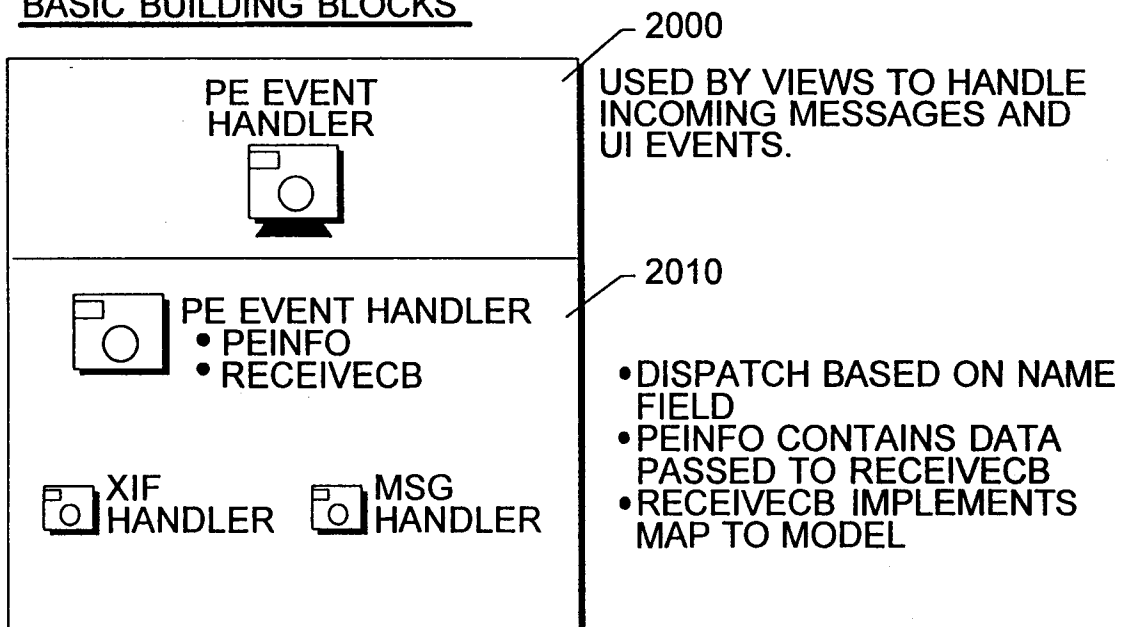 BASIC BUILDING BLOCKS
2000
PE EVENT
HANDLER
USED BY VIEWS TO HANDLE
INCOMING MESSAGES AND
UI EVENTS.
2010
PE EVENT HANDLER
• PEINFO
• RECEIVECB
XIF
HANDLER
MSG
HANDLER
•DISPATCH BASED ON NAME
FIELD
•PEINFO CONTAINS DATA
PASSED TO RECEIVECB
•RECEIVECB IMPLEMENTS
MAP TO MODEL